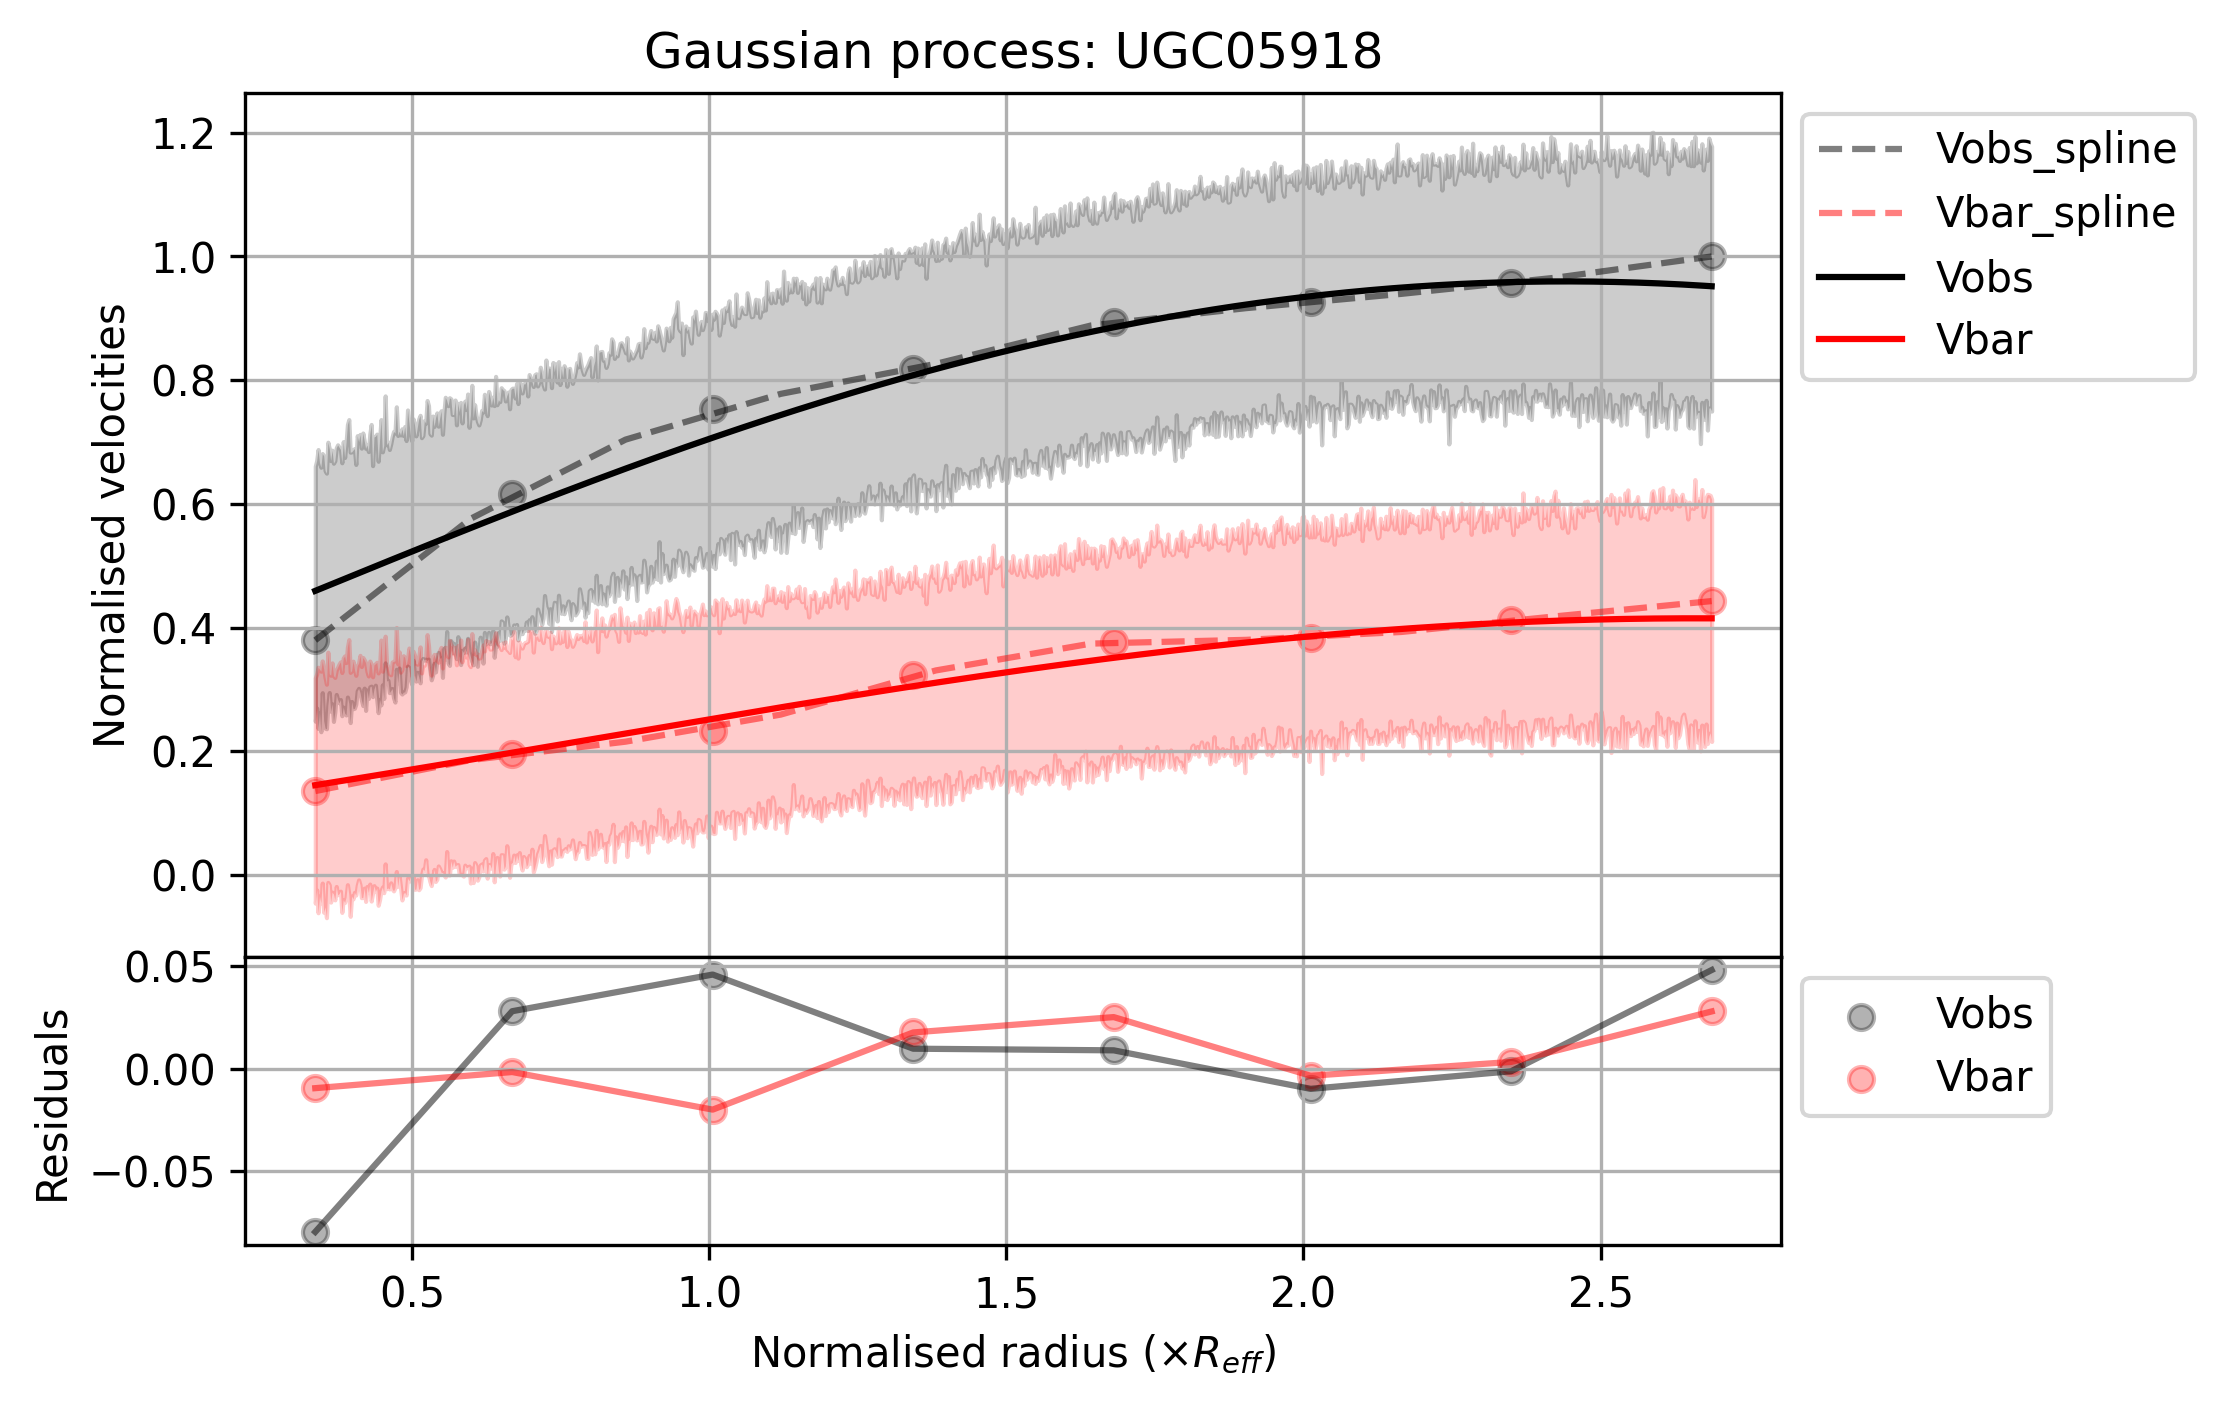 Gaussian process: UGC05918
Normalised velocities
1.2
1.0
0.8
0.6
0.4
0.2
0.0
Vobs_spline
Vbar_spline
Vobs
Vbar
Residuals
0.05
0.00
−0.05
Vobs
Vbar
0.5 1.0 1.5 2.0 2.5
Normalised radius (×R_eff)